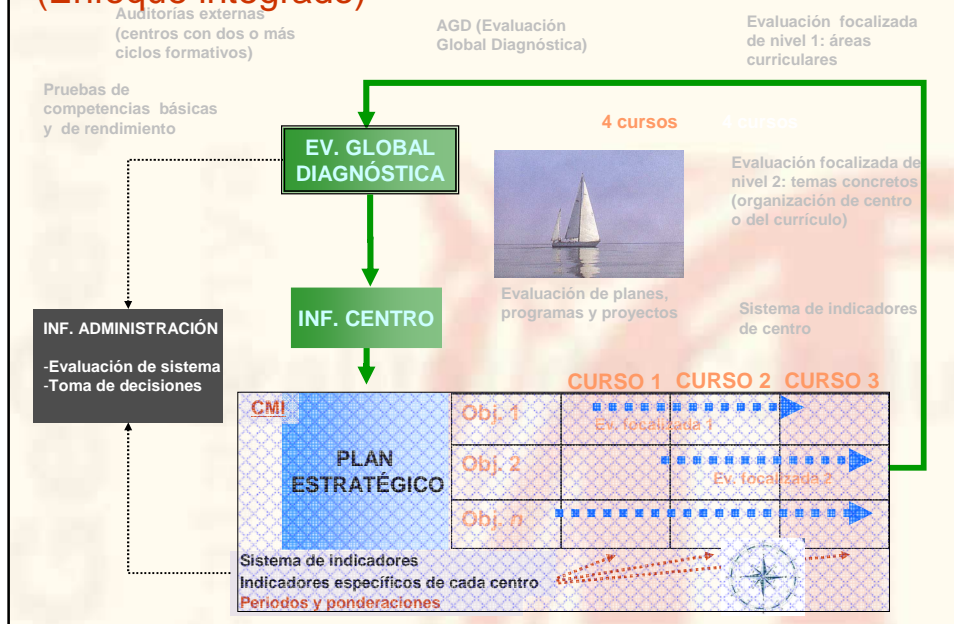 (Enfoque integrado)
Auditorías externas
(centros con dos o más
ciclos formativos)
AGD (Evaluación
Global Diagnóstica)
Evaluación focalizada
de nivel 1: áreas
curriculares
Pruebas de
competencias básicas
y de rendimiento
4 cursos
4 cursos
EV. GLOBAL
DIAGNÓSTICA
Evaluación focalizada de
nivel 2: temas concretos
(organización de centro
o del currículo)
Evaluación de planes,
programas y proyectos
Sistema de indicadores
de centro
INF. CENTRO
INF. ADMINISTRACIÓN
-Evaluación de sistema
-Toma de decisiones
CURSO 1 CURSO 2 CURSO 3
CMI
PLAN
ESTRATÉGICO
Obj. 1
Ev. focalizada 1
Obj. 2
Ev. focalizada 2
Obj. n
Sistema de indicadores
Indicadores específicos de cada centro
Periodos y ponderaciones